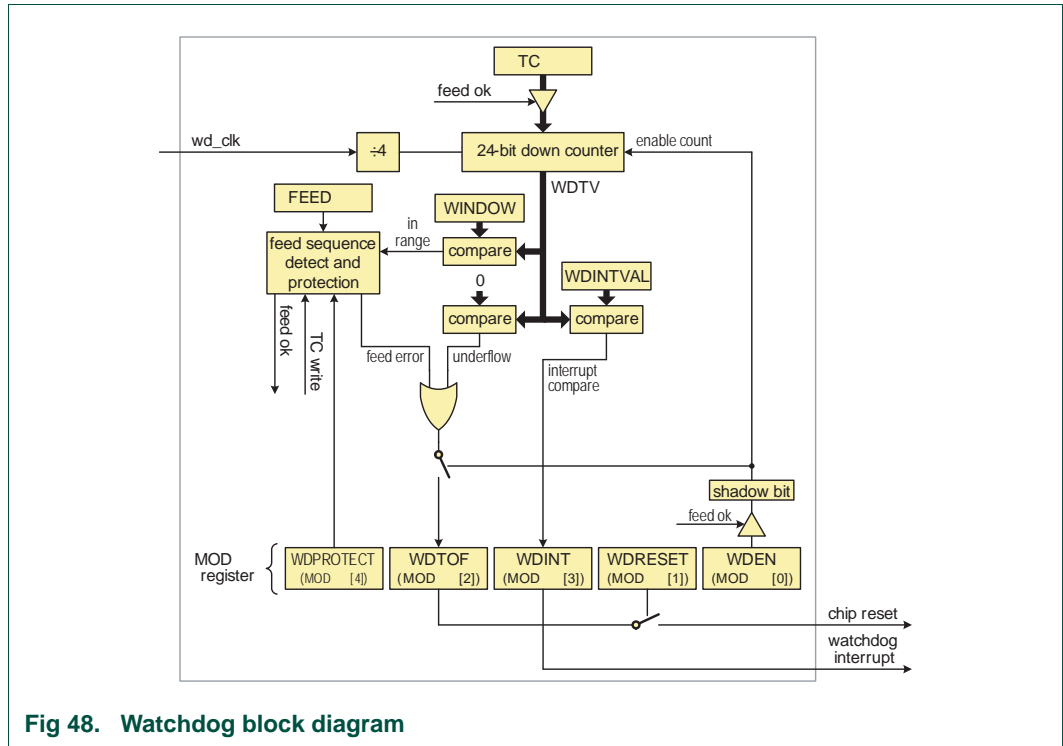 TC
feed ok
wd_clk
÷4
24-bit down counter
enable count
WDTV
FEED
WINDOW
in
range
feed sequence
detect and
protection
compare
WDINTVAL
0
compare
compare
feed ok
TC write
feed error
underflow
interrupt
compare
shadow bit
feed ok
MOD
register
WDPROTECT
(MOD [4])
WDTOF
(MOD [2])
WDINT
(MOD [3])
WDRESET
(MOD [1])
WDEN
(MOD [0])
chip reset
watchdog
interrupt
Fig 48. Watchdog block diagram